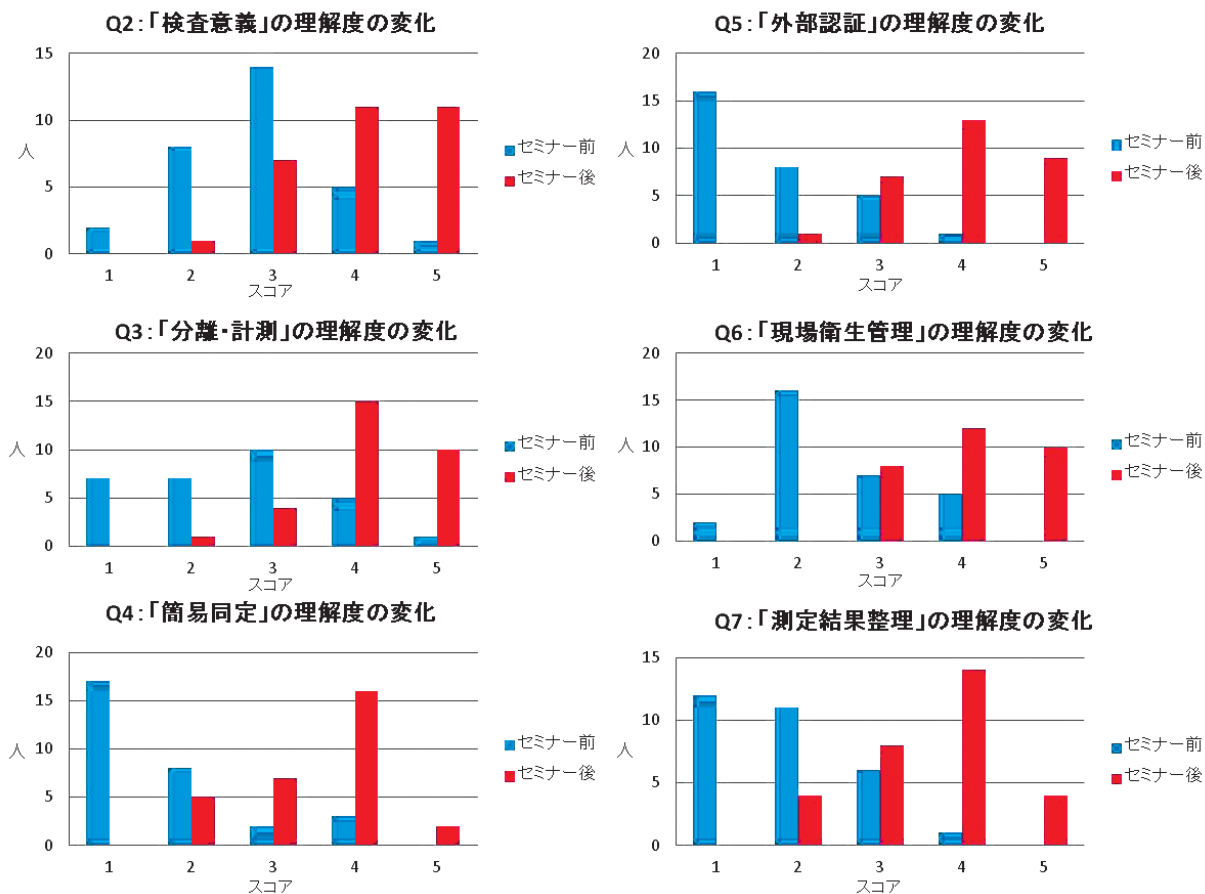 Q2:「検査意義」の理解度の変化
15
10
人
5
0
1 2 3 4 5
スコア
セミナー前
セミナー後
Q5:「外部認証」の理解度の変化
20
15
人
10
5
0
1 2 3 4 5
スコア
セミナー前
セミナー後
Q3:「分離・計測」の理解度の変化
20
15
人
10
5
0
1 2 3 4 5
スコア
セミナー前
セミナー後
Q6:「現場衛生管理」の理解度の変化
20
15
人
10
5
0
1 2 3 4 5
スコア
セミナー前
セミナー後
Q4:「簡易同定」の理解度の変化
20
15
人
10
5
0
1 2 3 4 5
スコア
セミナー前
セミナー後
Q7:「測定結果整理」の理解度の変化
15
10
人
5
0
1 2 3 4 5
スコア
セミナー前
セミナー後